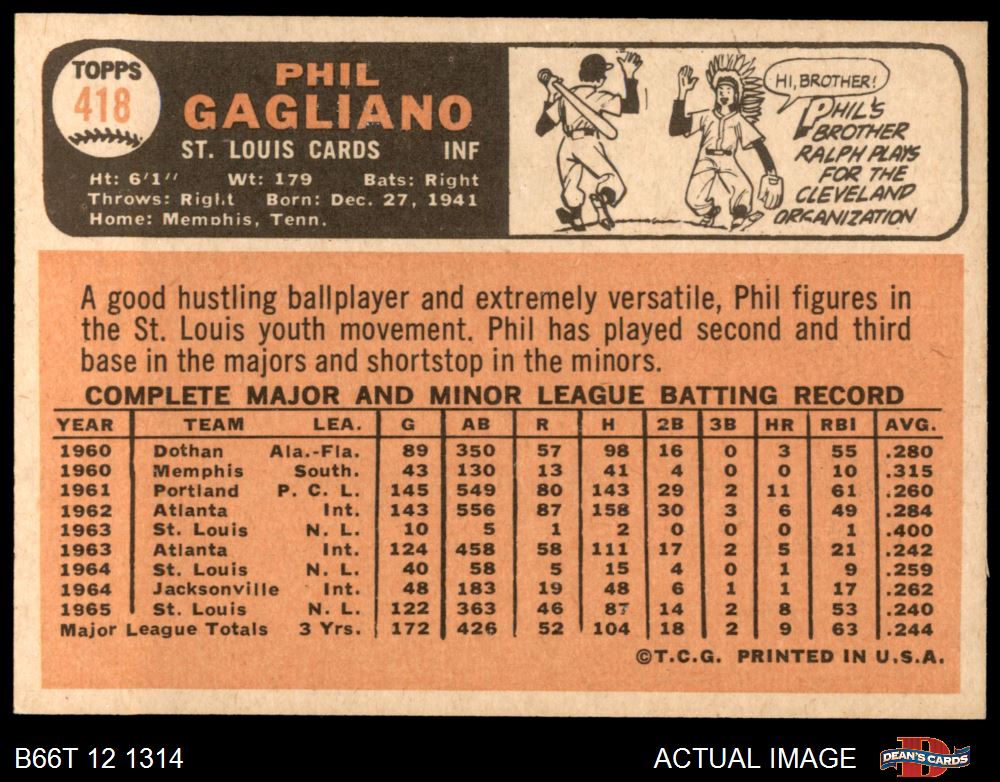 TOPPS
418
PHIL
GAGLIANO
ST. LOUIS CARDS INF
Ht: 6'1" Wt: 179 Bats: Right
Throws: Right Born: Dec. 27, 1941
Home: Memphis, Tenn.
HI, BROTHER!
PHIL'S
BROTHER
RALPH PLAYS
FOR THE
CLEVELAND
ORGANIZATION
A good hustling ballplayer and extremely versatile, Phil figures in
the St. Louis youth movement. Phil has played second and third
base in the majors and shortstop in the minors.
COMPLETE MAJOR AND MINOR LEAGUE BATTING RECORD
YEAR TEAM LEA. G AB R H 2B 3B HR RBI AVG.
1960 Dothan Ala.-Fla. 89 350 57 98 16 0 3 55 .280
1960 Memphis South. 43 130 13 41 4 0 0 10 .315
1961 Portland P. C. L. 145 549 80 143 29 2 11 61 .260
1962 Atlanta Int. 143 556 87 158 30 3 6 49 .284
1963 St. Louis N. L. 10 5 1 2 0 0 0 1 .400
1963 Atlanta Int. 124 458 58 111 17 2 5 21 .242
1964 St. Louis N. L. 40 58 5 15 4 0 1 9 .259
1964 Jacksonville Int. 48 183 19 48 6 1 1 17 .262
1965 St. Louis N. L. 122 363 46 87 14 2 8 53 .240
Major League Totals 3 Yrs. 172 426 52 104 18 2 9 63 .244
©T.C.G. PRINTED IN U.S.A.
B66T 12 1314 ACTUAL IMAGE DEAN'S CARDS